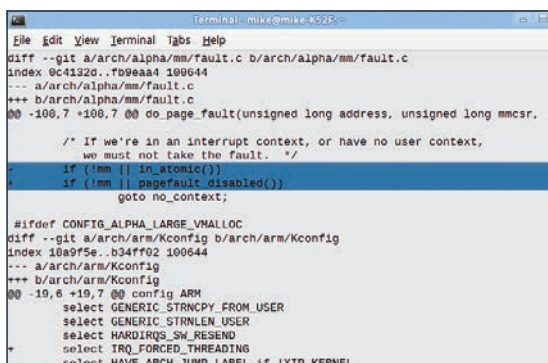 Terminal - mike@mike-K52F: ~
File Edit View Terminal Tabs Help
diff --git a/arch/alpha/mm/fault.c b/arch/alpha/mm/fault.c
index 0c4132d..fb9eaa4 100644
--- a/arch/alpha/mm/fault.c
+++ b/arch/alpha/mm/fault.c
@@ -108,7 +108,7 @@ do_page_fault(unsigned long address, unsigned long mmcsr,
/* If we're in an interrupt context, or have no user context,
we must not take the fault. */
- if (!mm || in_atomic())
+ if (!mm || pagefault_disabled())
goto no_context;
#ifdef CONFIG_ALPHA_LARGE_VMALLOC
diff --git a/arch/arm/Kconfig b/arch/arm/Kconfig
index 18a9f5e..b34ff02 100644
--- a/arch/arm/Kconfig
+++ b/arch/arm/Kconfig
@@ -19,6 +19,7 @@ config ARM
select GENERIC_STRNCPY_FROM_USER
select GENERIC_STRNLEN_USER
select HARDIRQS_SW_RESEND
+ select IRQ_FORCED_THREADING
select HAVE_ARCH_JUMP_LABEL if !XIP_KERNEL